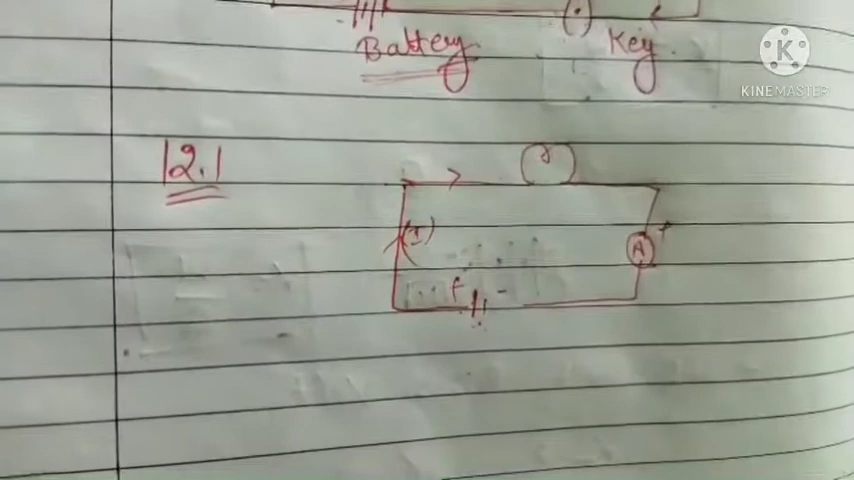 Battery
Key
K
KINEMASTER
12.1
+
A
+ -